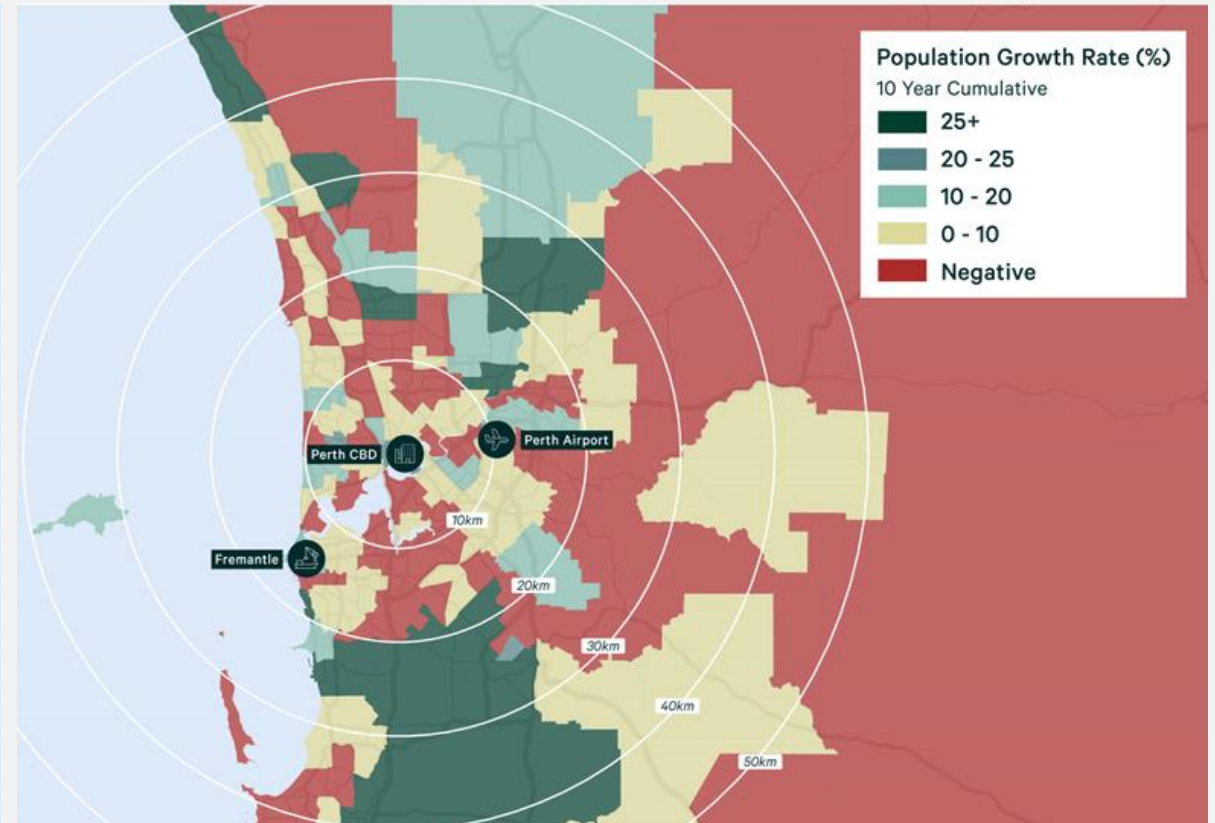 Population Growth Rate (%)
10 Year Cumulative
25+
20 - 25
10 - 20
0 - 10
Negative
Perth CBD
Perth Airport
Fremantle
10km
20km
30km
40km
50km